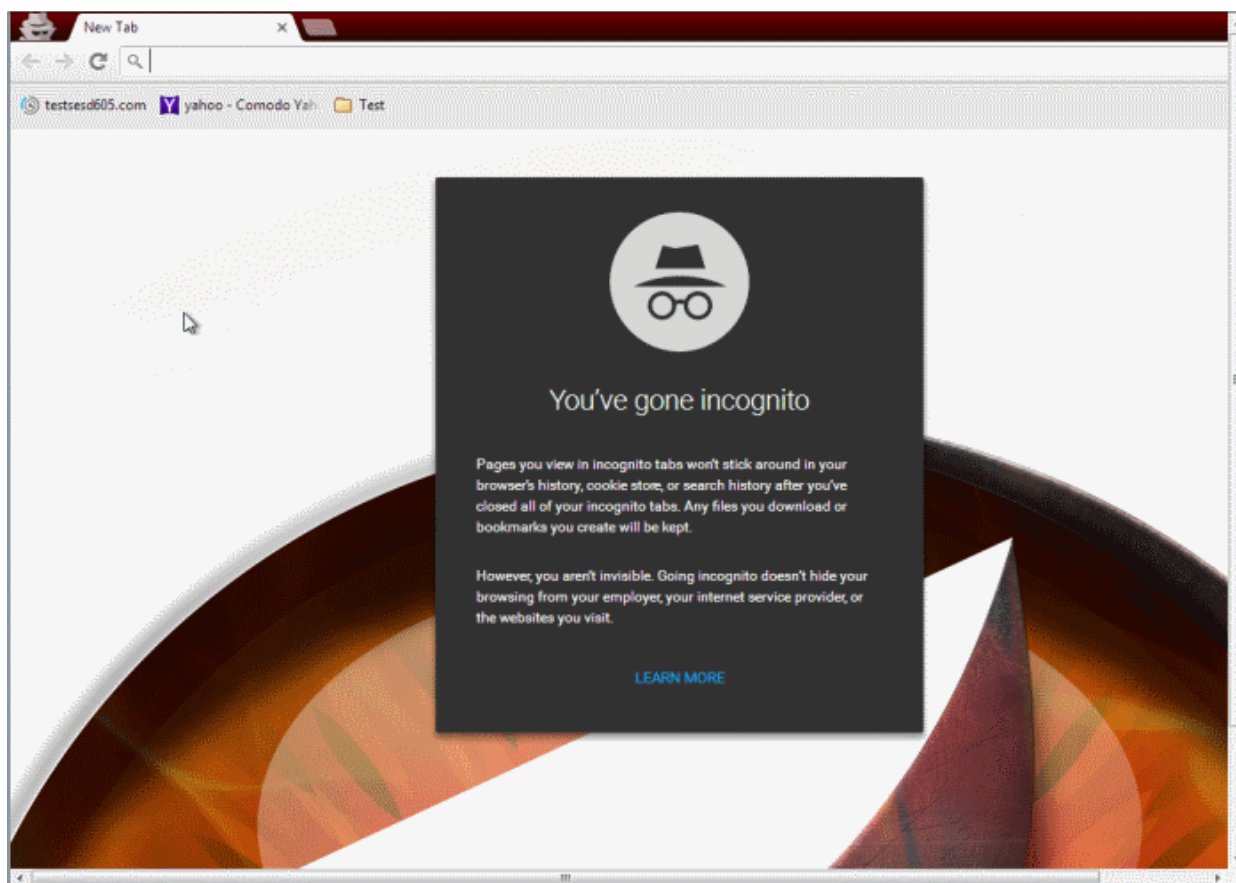 New Tab
testsesd605.com yahoo - Comodo Yah Test
You've gone incognito
Pages you view in incognito tabs won't stick around in your
browser's history, cookie store, or search history after you've
closed all of your incognito tabs. Any files you download or
bookmarks you create will be kept.
However, you aren't invisible. Going incognito doesn't hide your
browsing from your employer, your internet service provider, or
the websites you visit.
LEARN MORE